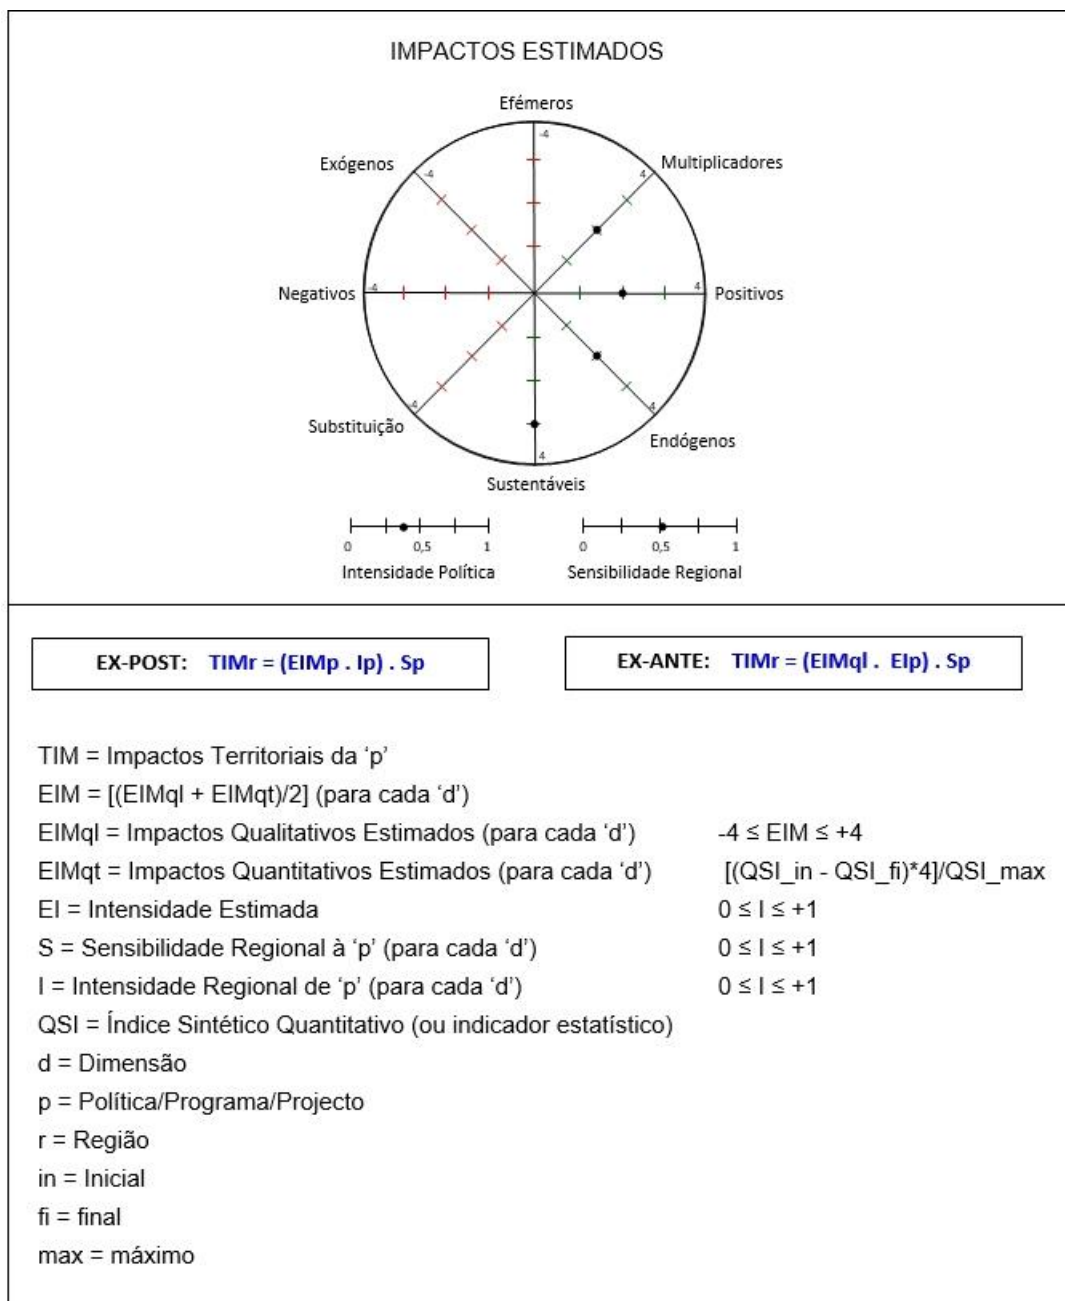 IMPACTOS ESTIMADOS
Efémeros
-4
Exógenos
-4
4
Multiplicadores
Negativos
-4
4
Positivos
Substituição
-4
4
Endógenos
4
Sustentáveis
0 0,5 1
Intensidade Política
0 0,5 1
Sensibilidade Regional
EX-POST: TIMr = (EIMp . Ip) . Sp
EX-ANTE: TIMr = (EIMql . EIp) . Sp
TIM = Impactos Territoriais da ‘p’
EIM = [(EIMql + EIMqt)/2] (para cada ‘d’)
EIMql = Impactos Qualitativos Estimados (para cada ‘d’) -4 ≤ EIM ≤ +4
EIMqt = Impactos Quantitativos Estimados (para cada ‘d’) [(QSI_in - QSI_fi)*4]/QSI_max
EI = Intensidade Estimada 0 ≤ I ≤ +1
S = Sensibilidade Regional à ‘p’ (para cada ‘d’) 0 ≤ I ≤ +1
I = Intensidade Regional de ‘p’ (para cada ‘d’) 0 ≤ I ≤ +1
QSI = Índice Sintético Quantitativo (ou indicador estatístico)
d = Dimensão
p = Política/Programa/Projecto
r = Região
in = Inicial
fi = final
max = máximo